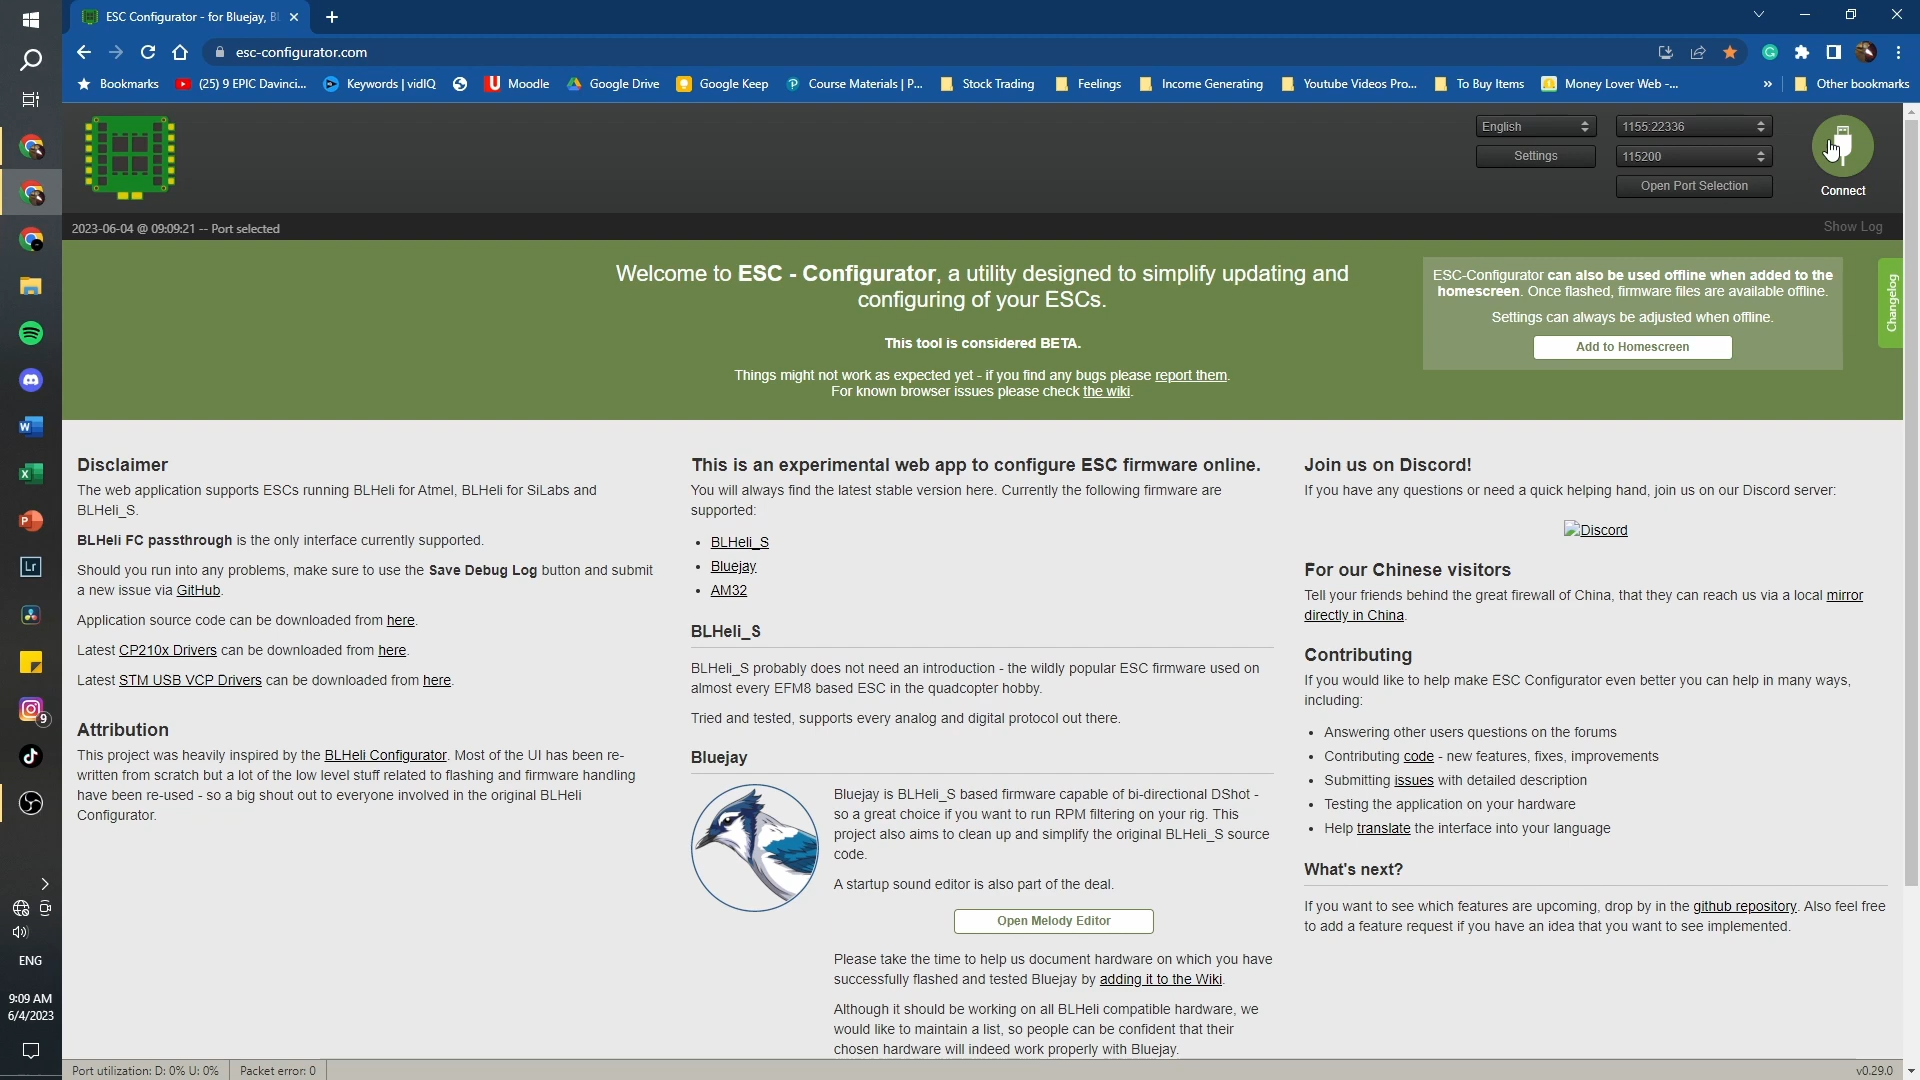 ESC Configurator - for Bluejay, Bl
esc-configurator.com
Bookmarks
(25) 9 EPIC Davinci...
Keywords | vidIQ
Moodle
Google Drive
Google Keep
Course Materials | P...
Stock Trading
Feelings
Income Generating
Youtube Videos Pro...
To Buy Items
Money Lover Web -...
»
Other bookmarks
English
1155:22336
Settings
115200
Open Port Selection
Connect
2023-06-04 @ 09:09:21 -- Port selected
Show Log
Welcome to ESC - Configurator, a utility designed to simplify updating and
configuring of your ESCs.
This tool is considered BETA.
Things might not work as expected yet - if you find any bugs please report them.
For known browser issues please check the wiki.
ESC-Configurator can also be used offline when added to the
homescreen. Once flashed, firmware files are available offline.
Settings can always be adjusted when offline.
Add to Homescreen
Changelog
Disclaimer
The web application supports ESCs running BLHeli for Atmel, BLHeli for SiLabs and
BLHeli_S.
BLHeli FC passthrough is the only interface currently supported.
Should you run into any problems, make sure to use the Save Debug Log button and submit
a new issue via GitHub.
Application source code can be downloaded from here.
Latest CP210x Drivers can be downloaded from here.
Latest STM USB VCP Drivers can be downloaded from here.
Attribution
This project was heavily inspired by the BLHeli Configurator. Most of the UI has been re-
written from scratch but a lot of the low level stuff related to flashing and firmware handling
have been re-used - so a big shout out to everyone involved in the original BLHeli
Configurator.
This is an experimental web app to configure ESC firmware online.
You will always find the latest stable version here. Currently the following firmware are
supported:
• BLHeli_S
• Bluejay
• AM32
BLHeli_S
BLHeli_S probably does not need an introduction - the wildly popular ESC firmware used on
almost every EFM8 based ESC in the quadcopter hobby.
Tried and tested, supports every analog and digital protocol out there.
Bluejay
Bluejay is BLHeli_S based firmware capable of bi-directional DShot -
so a great choice if you want to run RPM filtering on your rig. This
project also aims to clean up and simplify the original BLHeli_S source
code.
A startup sound editor is also part of the deal.
Open Melody Editor
Please take the time to help us document hardware on which you have
successfully flashed and tested Bluejay by adding it to the Wiki.
Although it should be working on all BLHeli compatible hardware, we
would like to maintain a list, so people can be confident that their
chosen hardware will indeed work properly with Bluejay.
Join us on Discord!
If you have any questions or need a quick helping hand, join us on our Discord server:
Discord
For our Chinese visitors
Tell your friends behind the great firewall of China, that they can reach us via a local mirror
directly in China.
Contributing
If you would like to help make ESC Configurator even better you can help in many ways,
including:
• Answering other users questions on the forums
• Contributing code - new features, fixes, improvements
• Submitting issues with detailed description
• Testing the application on your hardware
• Help translate the interface into your language
What's next?
If you want to see which features are upcoming, drop by in the github repository. Also feel free
to add a feature request if you have an idea that you want to see implemented.
W
P
Lr
9
ENG
9:09 AM
6/4/2023
Port utilization: D: 0% U: 0%
Packet error: 0
v0.29.0